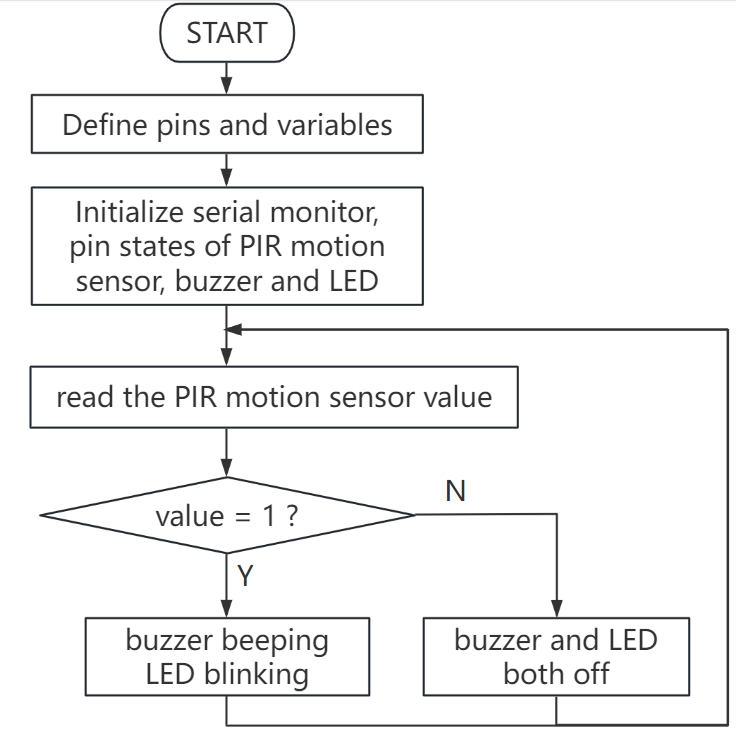 START
Define pins and variables
Initialize serial monitor,
pin states of PIR motion
sensor, buzzer and LED
read the PIR motion sensor value
value = 1 ?
N
Y
buzzer beeping
LED blinking
buzzer and LED
both off